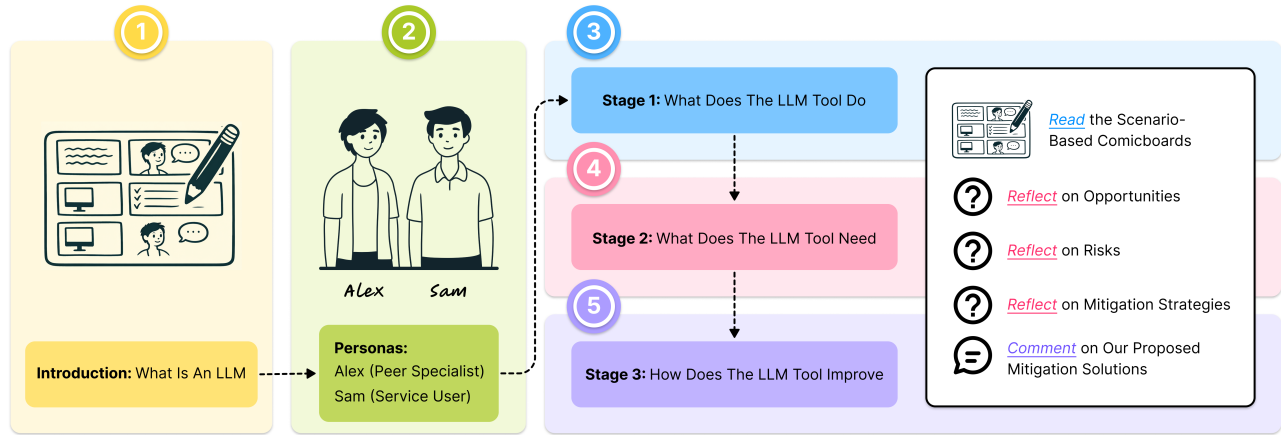 1
2
3
4
5
Alex
Sam
Introduction: What Is An LLM
Personas:
Alex (Peer Specialist)
Sam (Service User)
Stage 1: What Does The LLM Tool Do
Stage 2: What Does The LLM Tool Need
Stage 3: How Does The LLM Tool Improve
Read the Scenario-
Based Comicboards
Reflect on Opportunities
Reflect on Risks
Reflect on Mitigation Strategies
Comment on Our Proposed
Mitigation Solutions